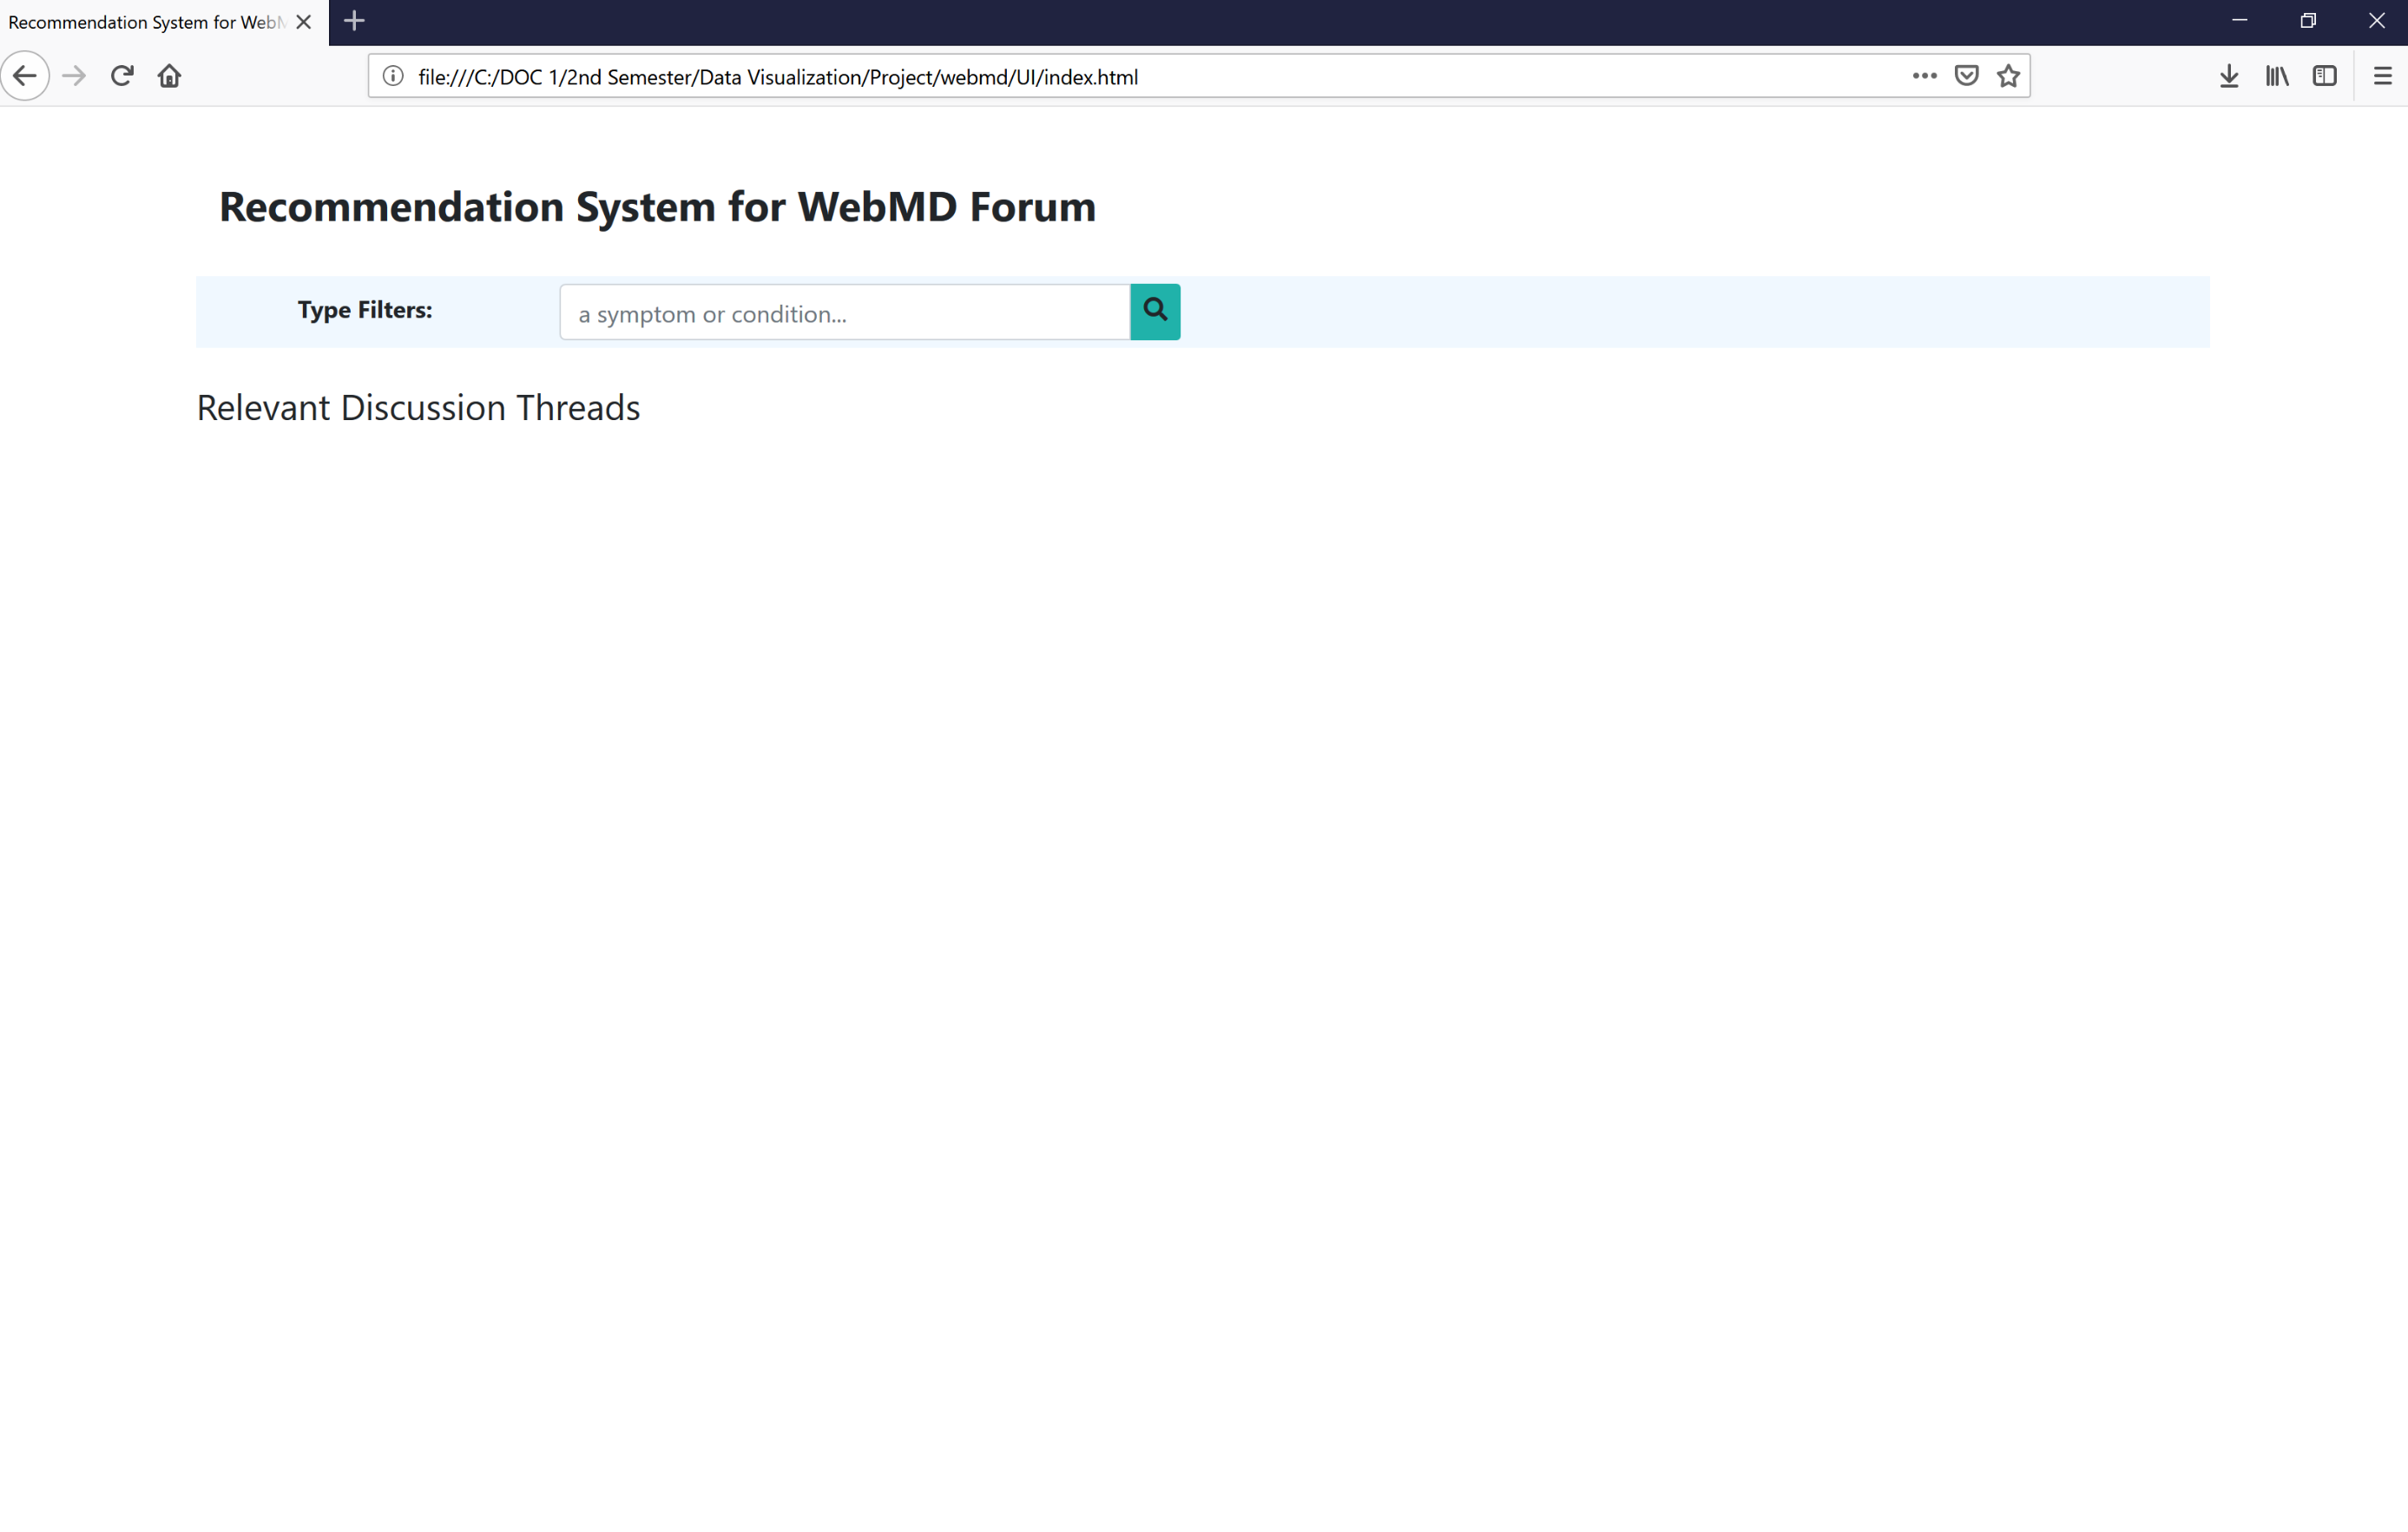 Recommendation System for WebM
file:///C:/DOC 1/2nd Semester/Data Visualization/Project/webmd/UI/index.html
Recommendation System for WebMD Forum
Type Filters:
a symptom or condition...
Relevant Discussion Threads